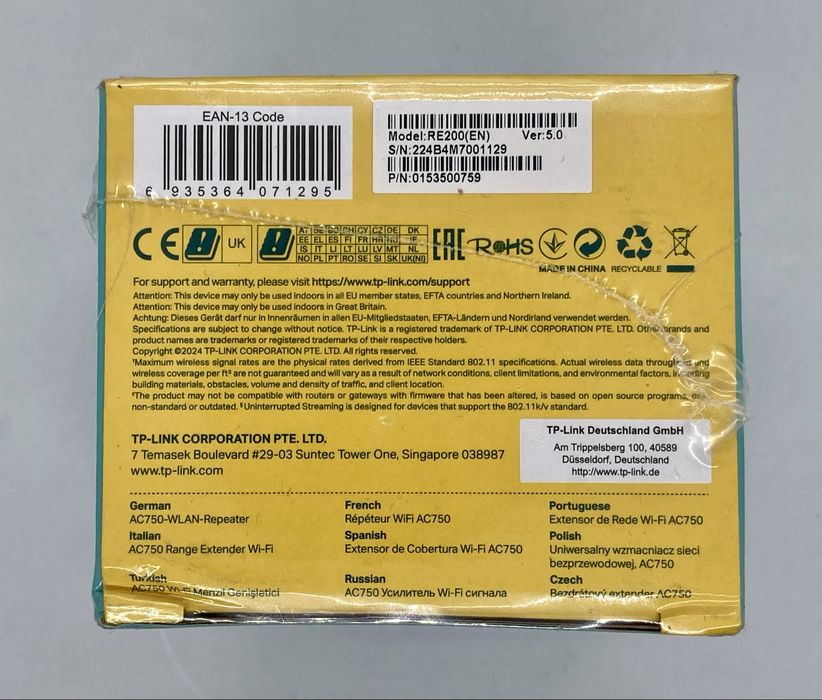 EAN-13 Code
6 935364 071295
Model:RE200(EN) Ver:5.0
S/N:224B4M7001129
P/N:0153500759
CE UK
AT BE BG CH CY CZ DE DK
EE EL ES FI FR HR HU IE
IS IT LI LT LU LV MT NL
NO PL PT RO SE SI SK UK(NI)
EAC RoHS
MADE IN CHINA RECYCLABLE
For support and warranty, please visit https://www.tp-link.com/support
Attention: This device may only be used indoors in all EU member states, EFTA countries and Northern Ireland.
Attention: This device may only be used indoors in Great Britain.
Achtung: Dieses Gerät darf nur in Innenräumen in allen EU-Mitgliedstaaten, EFTA-Ländern und Nordirland verwendet werden.
Specifications are subject to change without notice. TP-Link is a registered trademark of TP-LINK CORPORATION PTE. LTD. Other brands and
product names are trademarks or registered trademarks of their respective holders.
Copyright ©2024 TP-LINK CORPORATION PTE. LTD. All rights reserved.
†Maximum wireless signal rates are the physical rates derived from IEEE Standard 802.11 specifications. Actual wireless data throughput and
wireless coverage per ft² are not guaranteed and will vary as a result of network conditions, client limitations, and environmental factors, including
building materials, obstacles, volume and density of traffic, and client location.
‡The product may not be compatible with routers or gateways with firmware that has been altered, is based on open source programs, or are
non-standard or outdated. §Uninterrupted Streaming is designed for devices that support the 802.11k/v standard.
TP-LINK CORPORATION PTE. LTD.
7 Temasek Boulevard #29-03 Suntec Tower One, Singapore 038987
www.tp-link.com
TP-Link Deutschland GmbH
Am Trippelsberg 100, 40589
Düsseldorf, Deutschland
http://www.tp-link.de
German
AC750-WLAN-Repeater
French
Répéteur WiFi AC750
Portuguese
Extensor de Rede Wi-Fi AC750
Italian
AC750 Range Extender Wi-Fi
Spanish
Extensor de Cobertura Wi-Fi AC750
Polish
Uniwersalny wzmacniacz sieci
bezprzewodowej, AC750
Turkish
AC750 Wi-Fi Menzil Genişletici
Russian
AC750 Усилитель Wi-Fi сигнала
Czech
Bezdrátový extender AC750